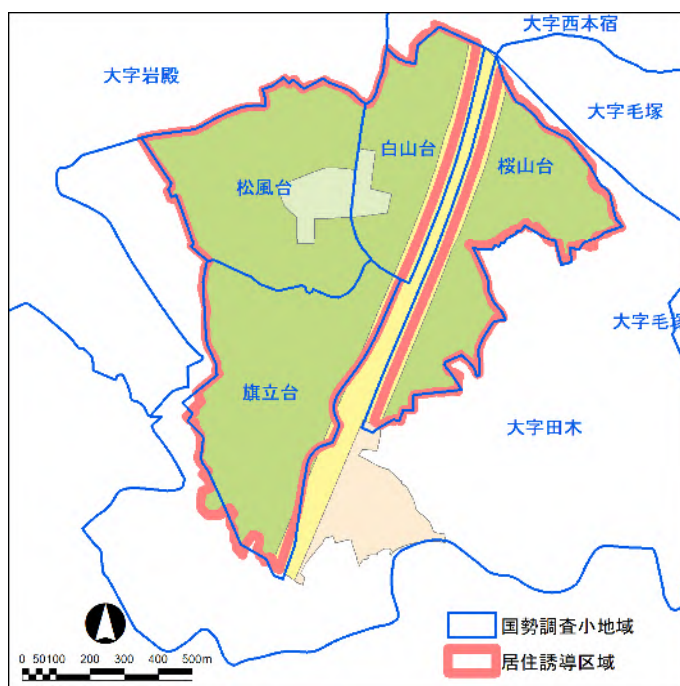 大字西本宿
大字岩殿
大字毛塚
白山台
桜山台
松風台
大字毛塚
旗立台
大字田木
国勢調査小地域
居住誘導区域
0 50100 200 300 400 500m